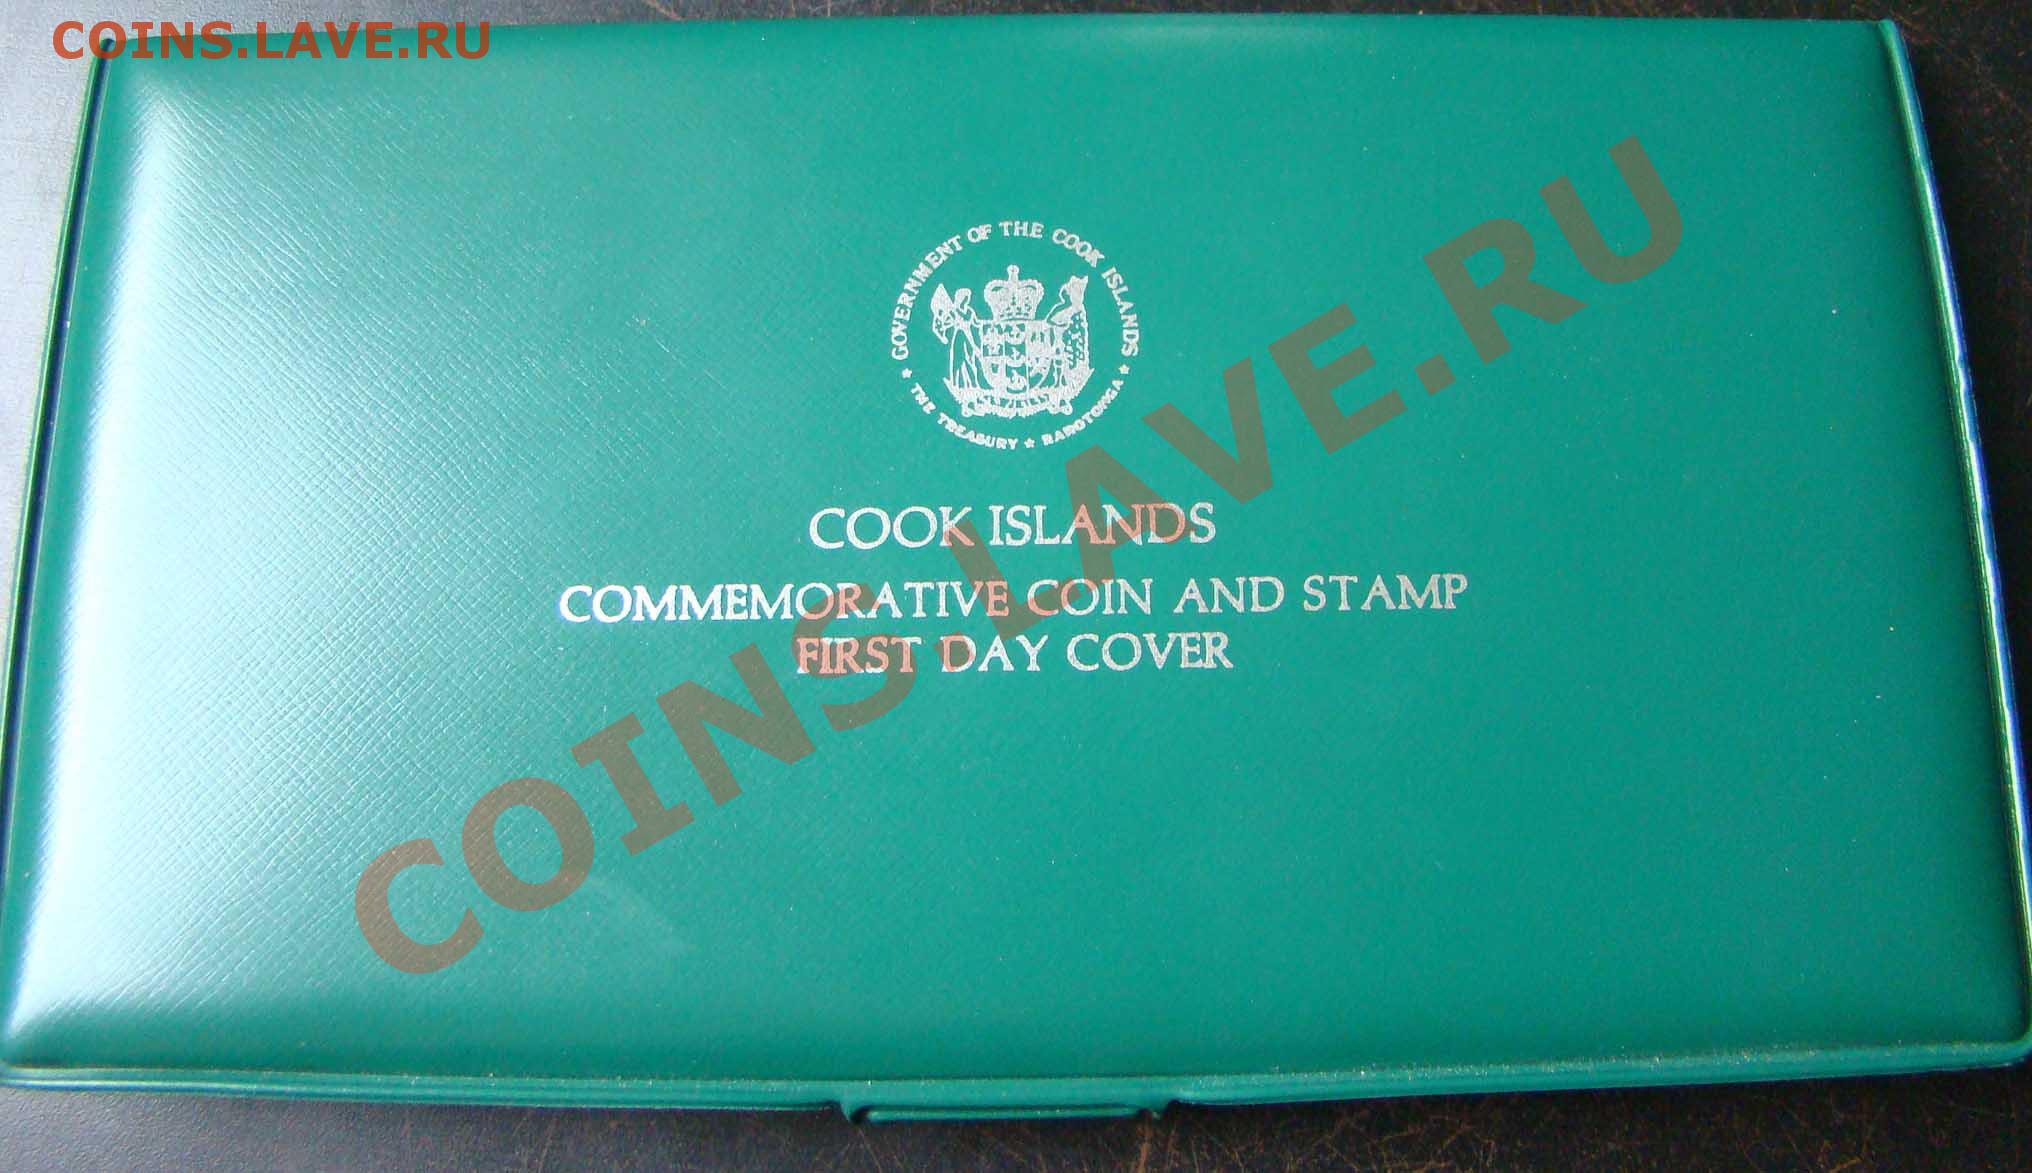 COINS.LAVE.RU
GOVERNMENT OF THE COOK ISLANDS
★ THE TREASURY ★ RAROTONGA ★
COOK ISLANDS
COMMEMORATIVE COIN AND STAMP
FIRST DAY COVER
COINS.LAVE.RU